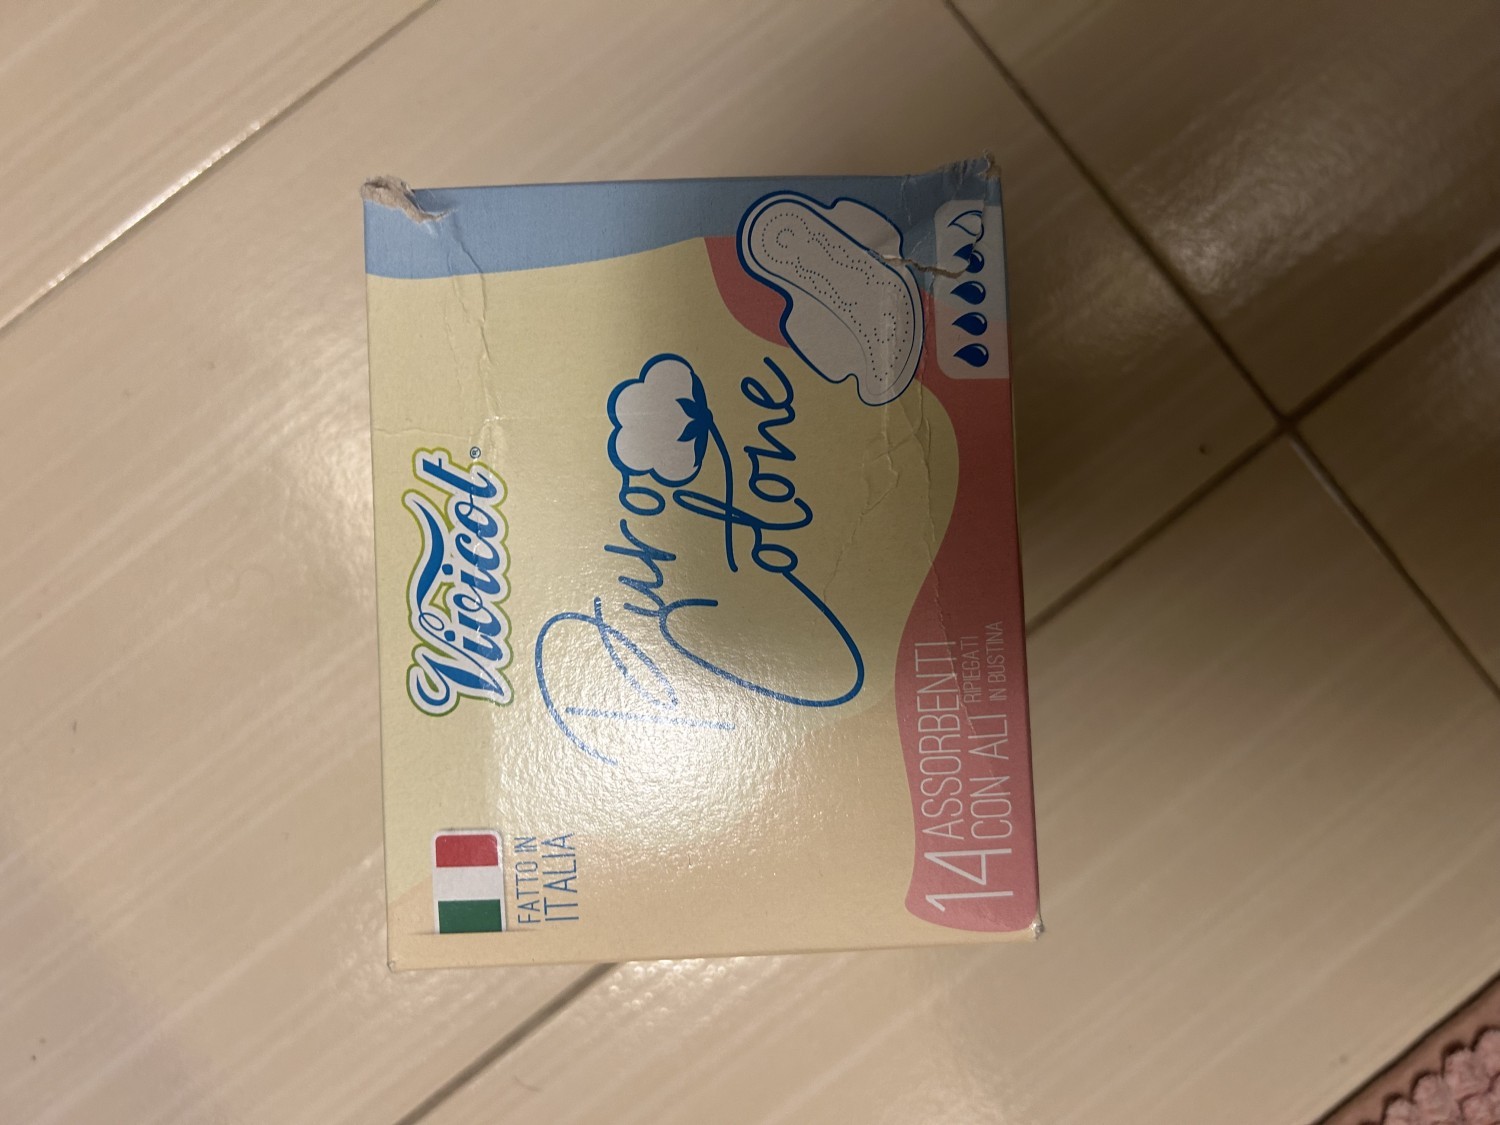 Vivicot®
FATTO IN
ITALIA
Puro
Cotone
14 ASSORBENTI
CON ALI RIPIEGATI
IN BUSTINA